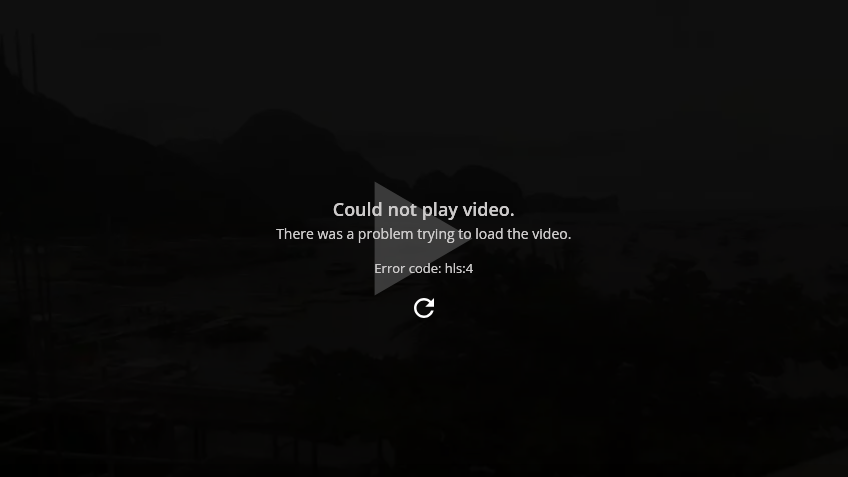 Could not play video.
There was a problem trying to load the video.
Error code: hls:4